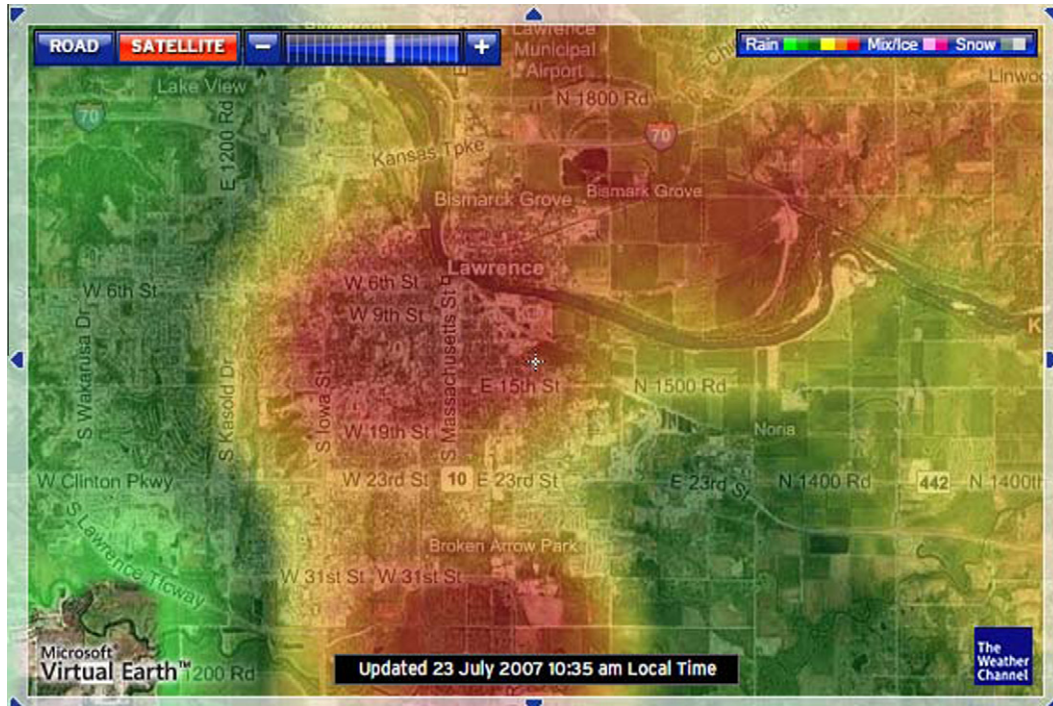 ROAD SATELLITE − +
Rain Mix/Ice Snow
Lawrence
Municipal
Airport
Lake View
70
N 1800 Rd
70
E 1200 Rd
Kansas Tpke
Bismarck Grove
Bismark Grove
Lawrence
W 6th St
W 6th St
W 9th St
S Wakarusa Dr
S Kasold Dr
S Iowa St
S Massachusetts St
E 15th St
N 1500 Rd
W 19th St
Noria
W Clinton Pkwy
W 23rd St
10
E 23rd St
E 23rd St
N 1400 Rd
442
N 1400th
S Lawrence Tfcway
Broken Arrow Park
W 31st St
W 31st St
Microsoft®
Virtual Earth™
1200 Rd
Updated 23 July 2007 10:35 am Local Time
The
Weather
Channel